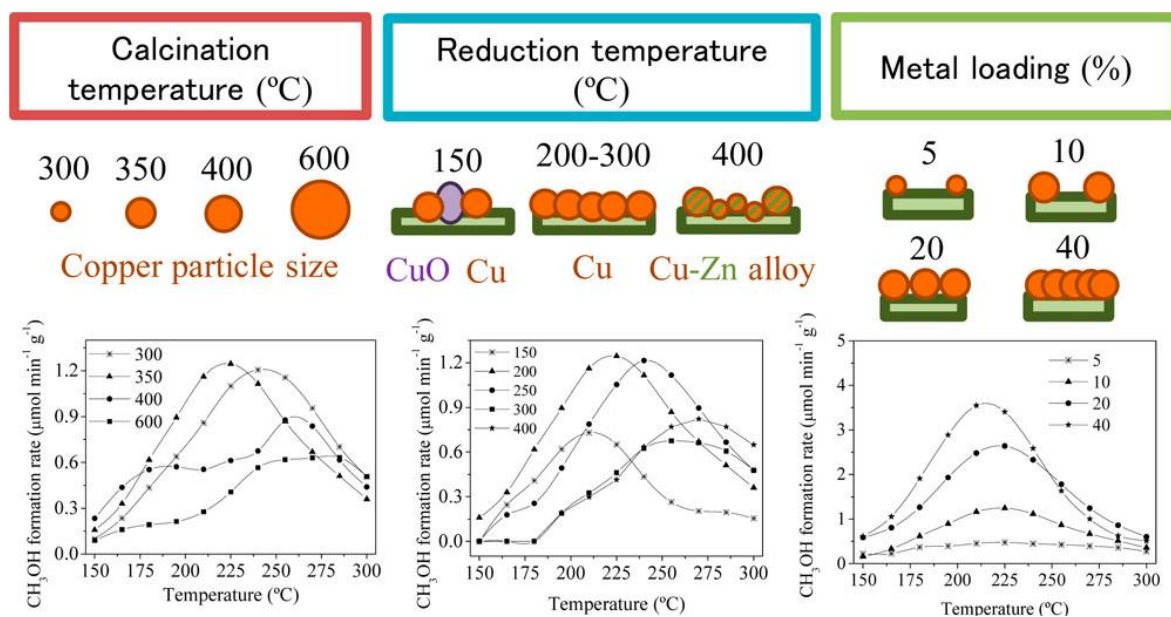 Calcination
temperature (ºC)
Reduction temperature
(ºC)
Metal loading (%)
300 350 400 600
Copper particle size
150 200-300 400
CuO Cu Cu Cu-Zn alloy
5 10
20 40
CH₃OH formation rate (μmol min⁻¹ g⁻¹)
1.2
0.9
0.6
0.3
0.0
300
350
400
600
150 175 200 225 250 275 300
Temperature (ºC)
CH₃OH formation rate (μmol min⁻¹ g⁻¹)
1.2
0.9
0.6
0.3
0.0
150
200
250
300
400
150 175 200 225 250 275 300
Temperature (ºC)
CH₃OH formation rate (μmol min⁻¹ g⁻¹)
5
4
3
2
1
0
5
10
20
40
150 175 200 225 250 275 300
Temperature (ºC)